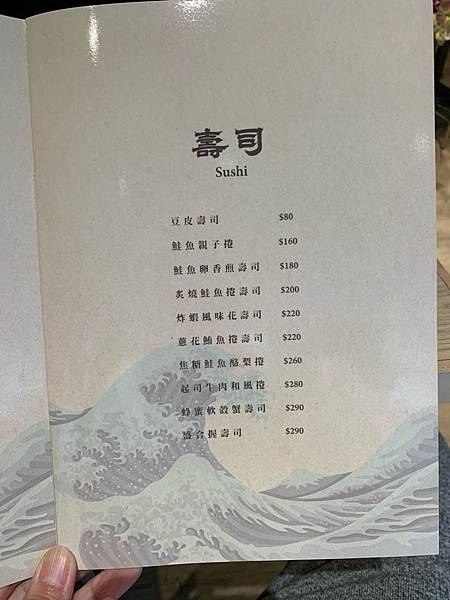 壽司
Sushi
豆皮壽司 $80
鮭魚親子捲 $160
鮭魚卵香煎壽司 $180
炙燒鮭魚捲壽司 $200
炸蝦風味花壽司 $220
蔥花鮪魚捲壽司 $220
焦糖鮭魚酪梨捲 $260
起司牛肉和風捲 $280
蜂蜜軟殼蟹壽司 $290
盛合握壽司 $290